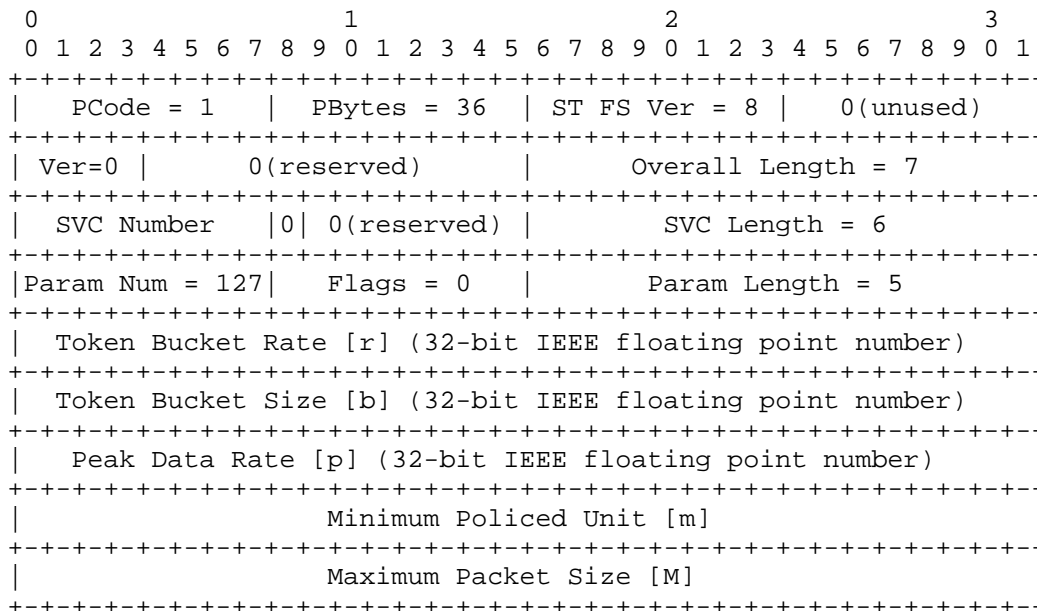 0                   1                   2                   3
 0 1 2 3 4 5 6 7 8 9 0 1 2 3 4 5 6 7 8 9 0 1 2 3 4 5 6 7 8 9 0 1
+-+-+-+-+-+-+-+-+-+-+-+-+-+-+-+-+-+-+-+-+-+-+-+-+-+-+-+-+-+-+-+-
|   PCode = 1   |  PBytes = 36  | ST FS Ver = 8 |   0(unused)
+-+-+-+-+-+-+-+-+-+-+-+-+-+-+-+-+-+-+-+-+-+-+-+-+-+-+-+-+-+-+-+-
| Ver=0 |      0(reserved)      |      Overall Length = 7
+-+-+-+-+-+-+-+-+-+-+-+-+-+-+-+-+-+-+-+-+-+-+-+-+-+-+-+-+-+-+-+-
|  SVC Number   |0| 0(reserved) |        SVC Length = 6
+-+-+-+-+-+-+-+-+-+-+-+-+-+-+-+-+-+-+-+-+-+-+-+-+-+-+-+-+-+-+-+-
|Param Num = 127|   Flags = 0   |       Param Length = 5
+-+-+-+-+-+-+-+-+-+-+-+-+-+-+-+-+-+-+-+-+-+-+-+-+-+-+-+-+-+-+-+-
|  Token Bucket Rate [r] (32-bit IEEE floating point number)
+-+-+-+-+-+-+-+-+-+-+-+-+-+-+-+-+-+-+-+-+-+-+-+-+-+-+-+-+-+-+-+-
|  Token Bucket Size [b] (32-bit IEEE floating point number)
+-+-+-+-+-+-+-+-+-+-+-+-+-+-+-+-+-+-+-+-+-+-+-+-+-+-+-+-+-+-+-+-
|   Peak Data Rate [p] (32-bit IEEE floating point number)
+-+-+-+-+-+-+-+-+-+-+-+-+-+-+-+-+-+-+-+-+-+-+-+-+-+-+-+-+-+-+-+-
|                   Minimum Policed Unit [m]
+-+-+-+-+-+-+-+-+-+-+-+-+-+-+-+-+-+-+-+-+-+-+-+-+-+-+-+-+-+-+-+-
|                   Maximum Packet Size [M]
+-+-+-+-+-+-+-+-+-+-+-+-+-+-+-+-+-+-+-+-+-+-+-+-+-+-+-+-+-+-+-+-